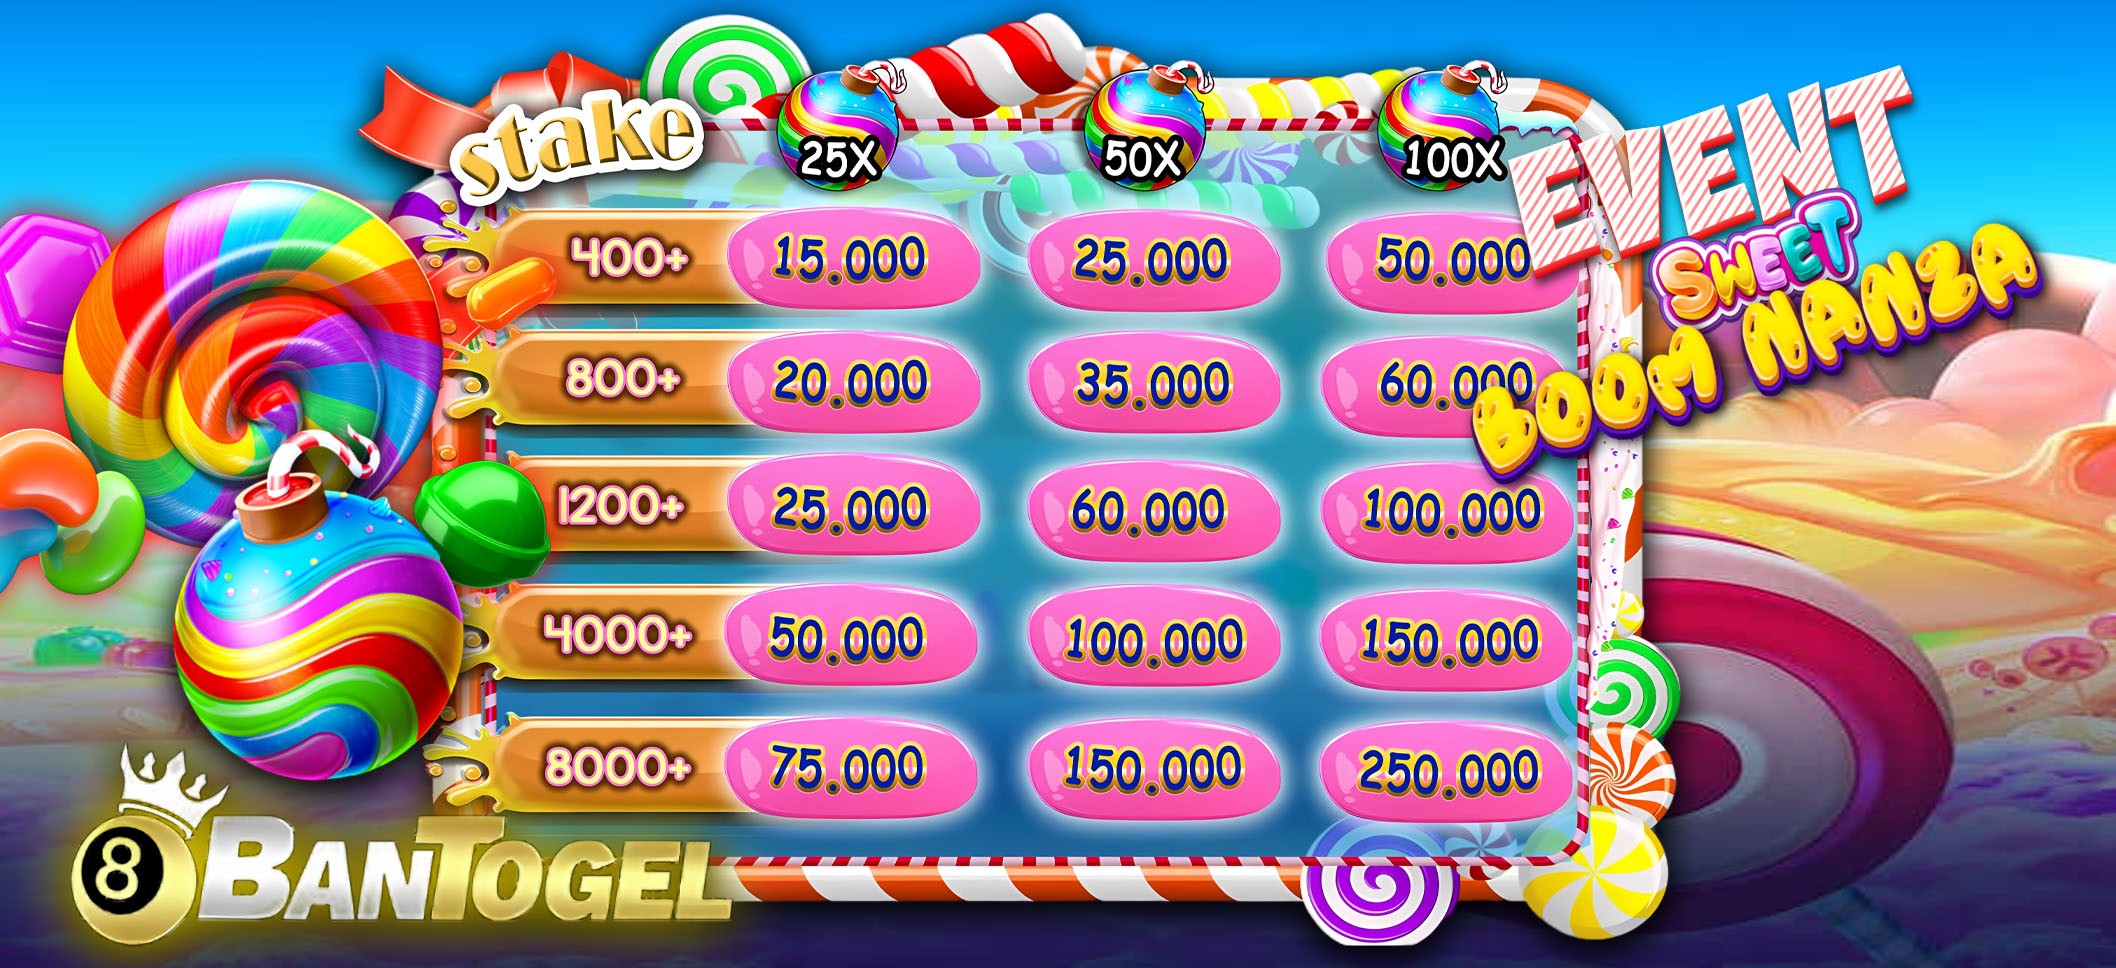 stake 25X 50X 100X
EVENT
SWEET
BOOM NANZA
400+ 15.000 25.000 50.000
800+ 20.000 35.000 60.000
1200+ 25.000 60.000 100.000
4000+ 50.000 100.000 150.000
8000+ 75.000 150.000 250.000
8 BANTOGEL